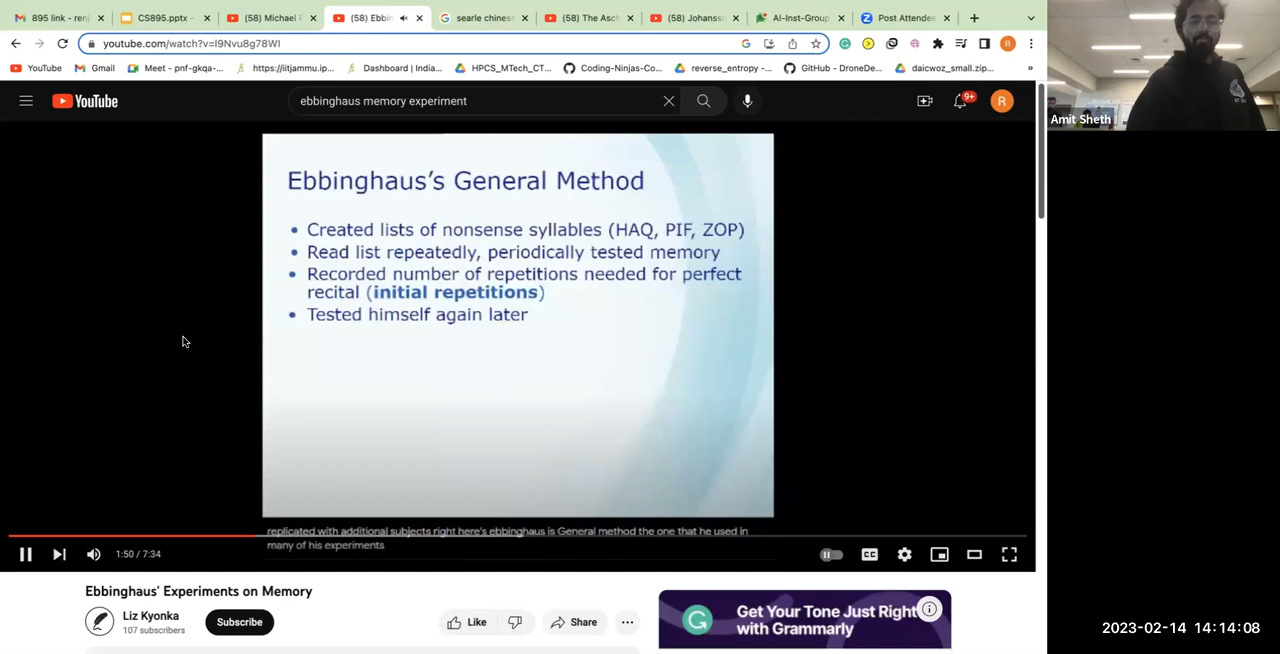 895 link - renj
CS895.pptx -
(58) Michael F
(58) Ebbin
searle chinese
(58) The Asch
(58) Johanss
AI-Inst-Group
Post Attendee
youtube.com/watch?v=I9Nvu8g78WI
YouTube
Gmail
Meet - pnf-gkqa-...
https://iitjammu.ip...
Dashboard | India...
HPCS_MTech_CT...
Coding-Ninjas-Co...
reverse_entropy -...
GitHub - DroneDe...
daicwoz_small.zip...
»
YouTube
ebbinghaus memory experiment
9+
R
Amit Sheth
Ebbinghaus's General Method
• Created lists of nonsense syllables (HAQ, PIF, ZOP)
• Read list repeatedly, periodically tested memory
• Recorded number of repetitions needed for perfect
recital (initial repetitions)
• Tested himself again later
replicated with additional subjects right here's ebbinghaus is General method the one that he used in
many of his experiments
1:50 / 7:34
CC
Ebbinghaus' Experiments on Memory
Liz Kyonka
107 subscribers
Subscribe
Like
Share
Get Your Tone Just Right
with Grammarly
2023-02-14 14:14:08